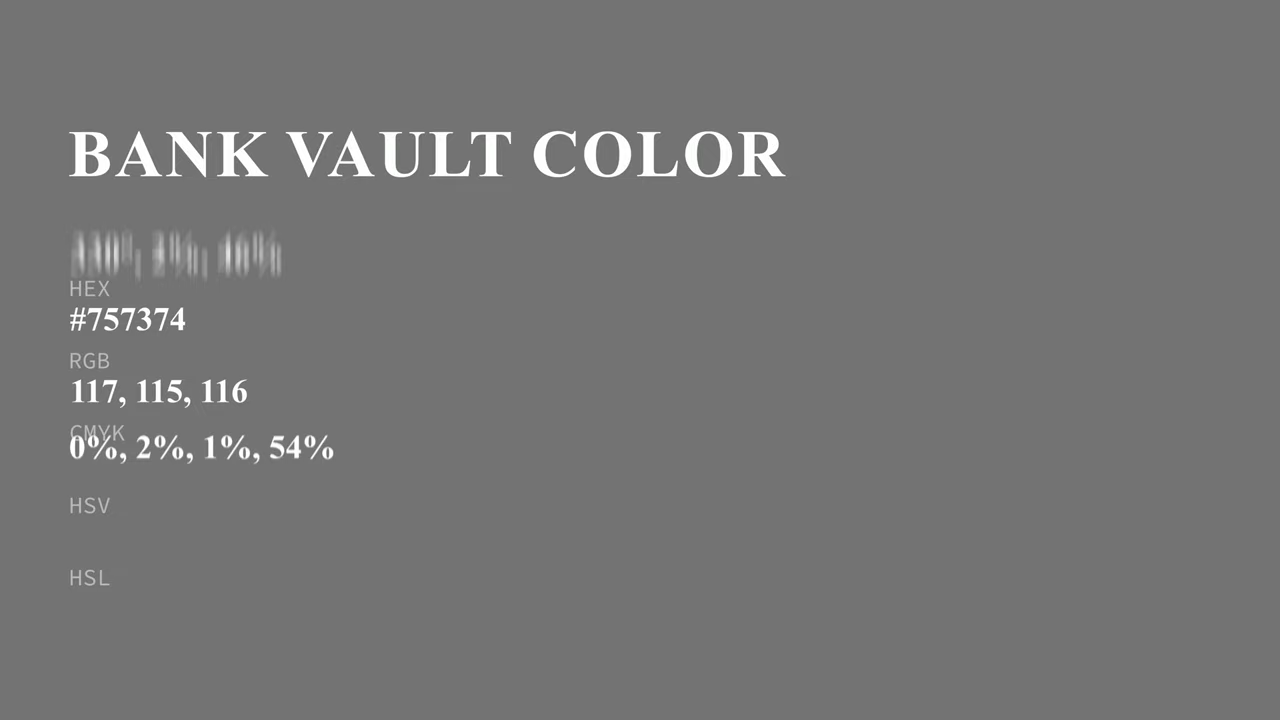 BANK VAULT COLOR
HEX
#757374
RGB
117, 115, 116
CMYK
0%, 2%, 1%, 54%
HSV
HSL